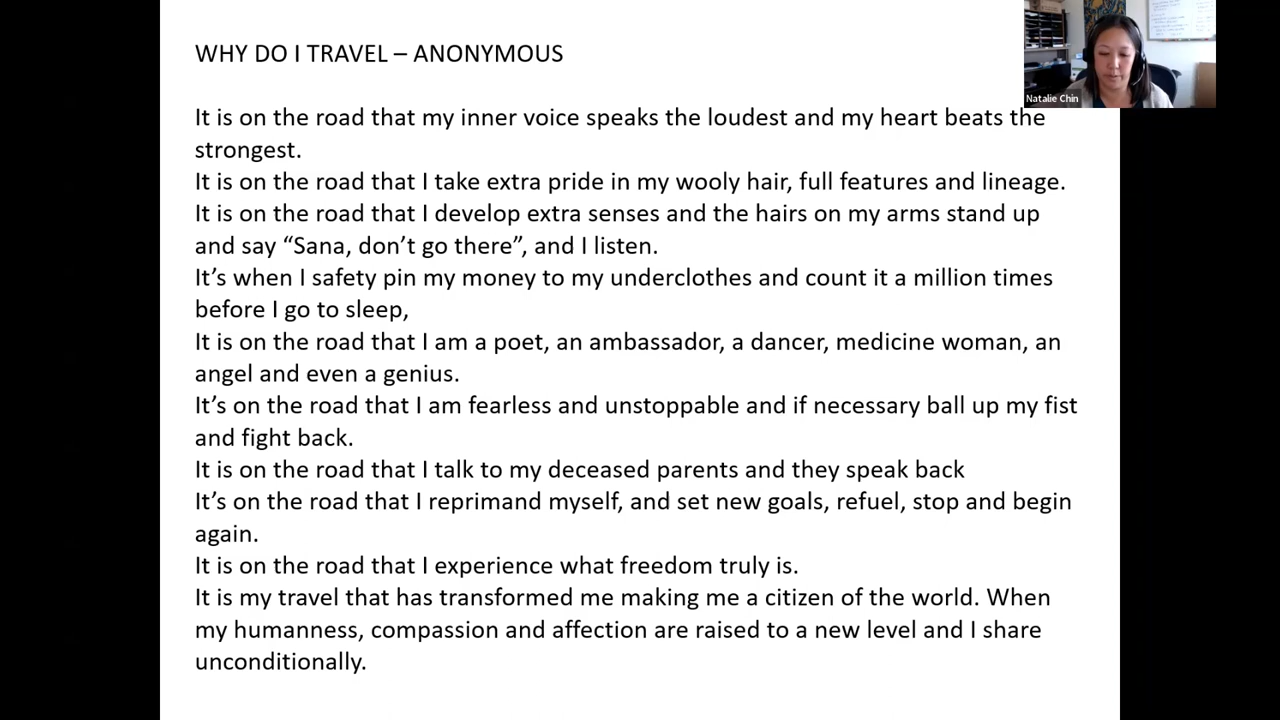 WHY DO I TRAVEL – ANONYMOUS
Natalie Chin
It is on the road that my inner voice speaks the loudest and my heart beats the
strongest.
It is on the road that I take extra pride in my wooly hair, full features and lineage.
It is on the road that I develop extra senses and the hairs on my arms stand up
and say “Sana, don’t go there”, and I listen.
It’s when I safety pin my money to my underclothes and count it a million times
before I go to sleep,
It is on the road that I am a poet, an ambassador, a dancer, medicine woman, an
angel and even a genius.
It’s on the road that I am fearless and unstoppable and if necessary ball up my fist
and fight back.
It is on the road that I talk to my deceased parents and they speak back
It’s on the road that I reprimand myself, and set new goals, refuel, stop and begin
again.
It is on the road that I experience what freedom truly is.
It is my travel that has transformed me making me a citizen of the world. When
my humanness, compassion and affection are raised to a new level and I share
unconditionally.